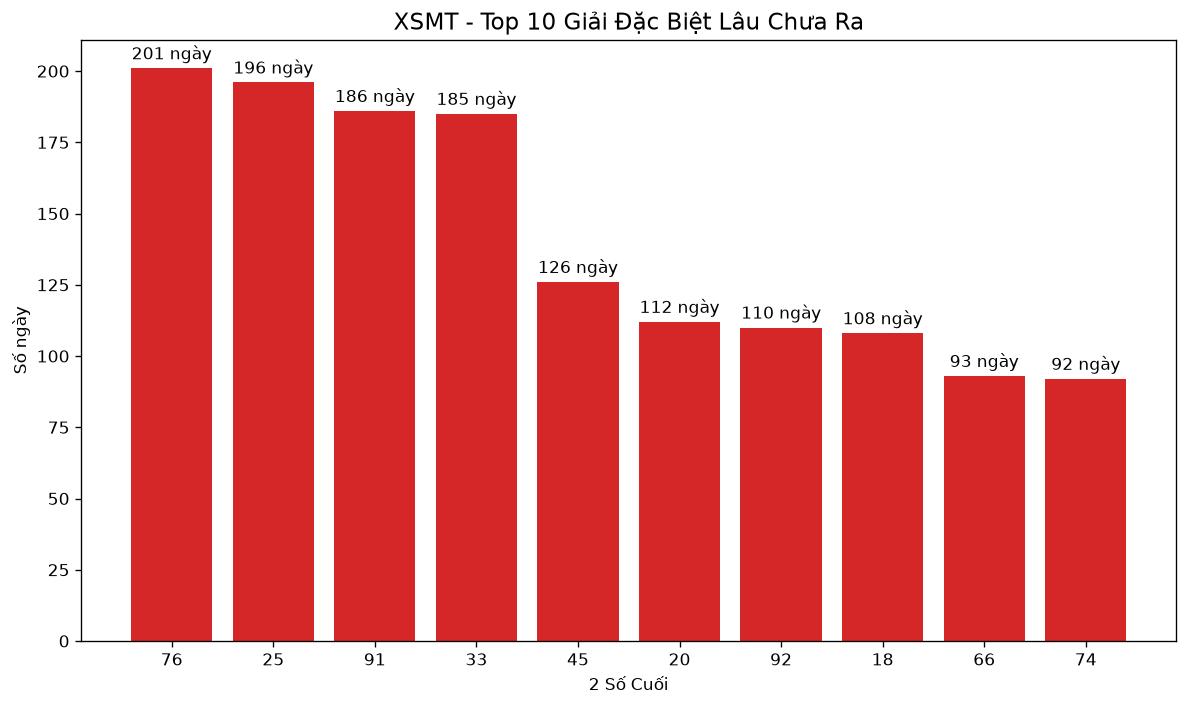 XSMT - Top 10 Giải Đặc Biệt Lâu Chưa Ra
201 ngày
196 ngày
186 ngày
185 ngày
126 ngày
112 ngày
110 ngày
108 ngày
93 ngày
92 ngày
Số ngày
200
175
150
125
100
75
50
25
0
76 25 91 33 45 20 92 18 66 74
2 Số Cuối